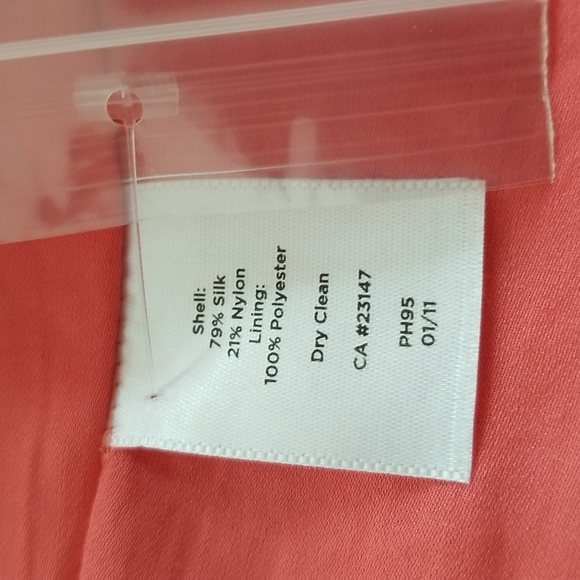 Shell:
79% Silk
21% Nylon
Lining:
100% Polyester
Dry Clean
CA #23147
PH95
01/11